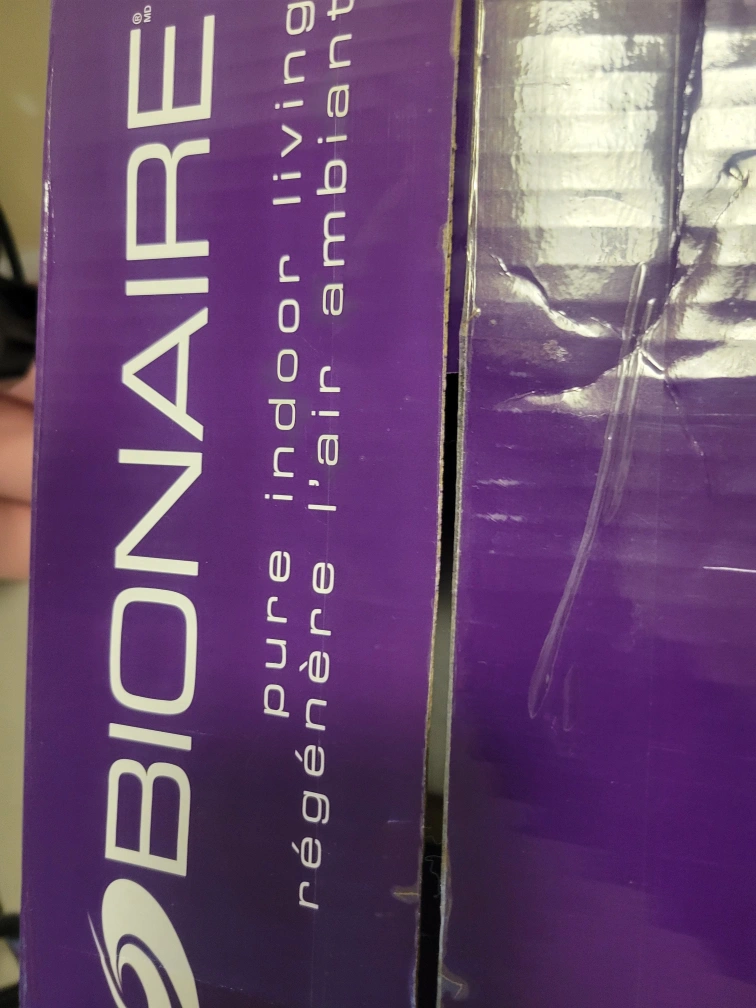 BIONAIRE®
MD
pure indoor living
régénère l'air ambiant